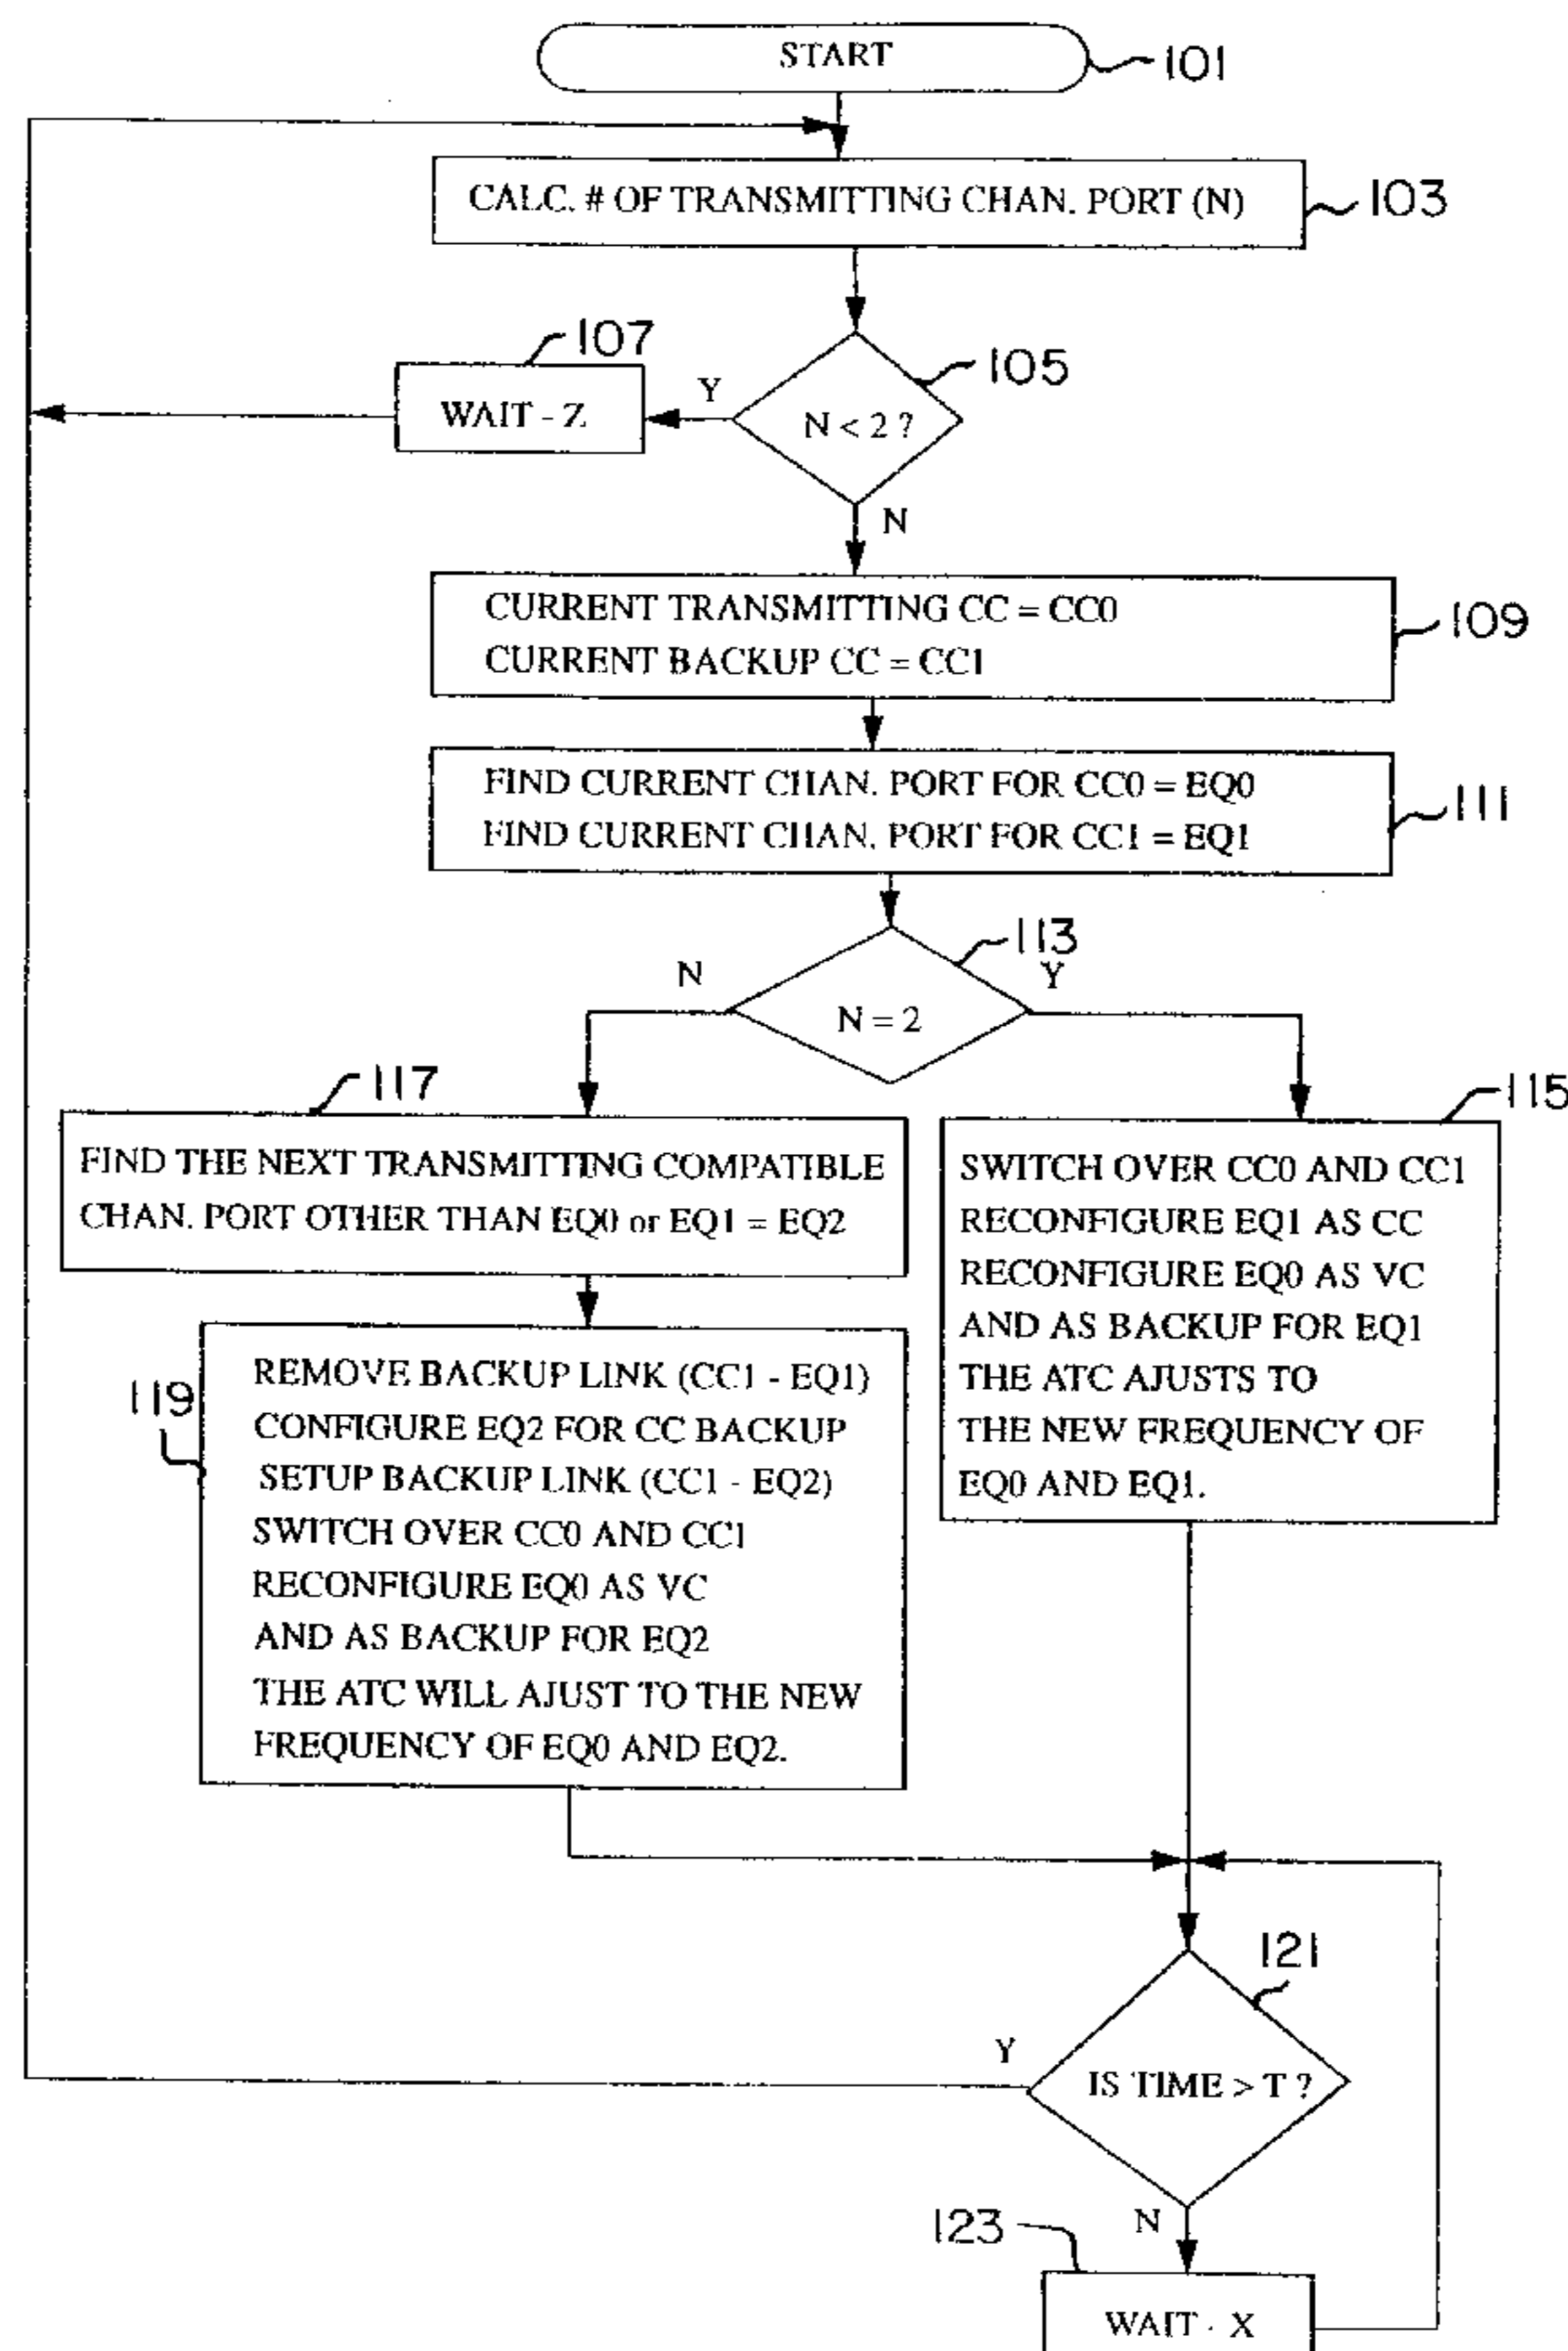 START
101
CALC. # OF TRANSMITTING CHAN. PORT (N)
103
107
WAIT - Z
Y
N < 2 ?
105
N
CURRENT TRANSMITTING CC = CC0
CURRENT BACKUP CC = CC1
109
FIND CURRENT CHAN. PORT FOR CC0 = EQ0
FIND CURRENT CHAN. PORT FOR CC1 = EQ1
111
113
N
Y
N = 2
117
FIND THE NEXT TRANSMITTING COMPATIBLE
CHAN. PORT OTHER THAN EQ0 or EQ1 = EQ2
115
SWITCH OVER CC0 AND CC1
RECONFIGURE EQ1 AS CC
RECONFIGURE EQ0 AS VC
AND AS BACKUP FOR EQ1
THE ATC AJUSTS TO
THE NEW FREQUENCY OF
EQ0 AND EQ1.
119
REMOVE BACKUP LINK (CC1 - EQ1)
CONFIGURE EQ2 FOR CC BACKUP
SETUP BACKUP LINK (CC1 - EQ2)
SWITCH OVER CC0 AND CC1
RECONFIGURE EQ0 AS VC
AND AS BACKUP FOR EQ2
THE ATC WILL AJUST TO THE NEW
FREQUENCY OF EQ0 AND EQ2.
121
Y
IS TIME > T ?
N
123
WAIT - X